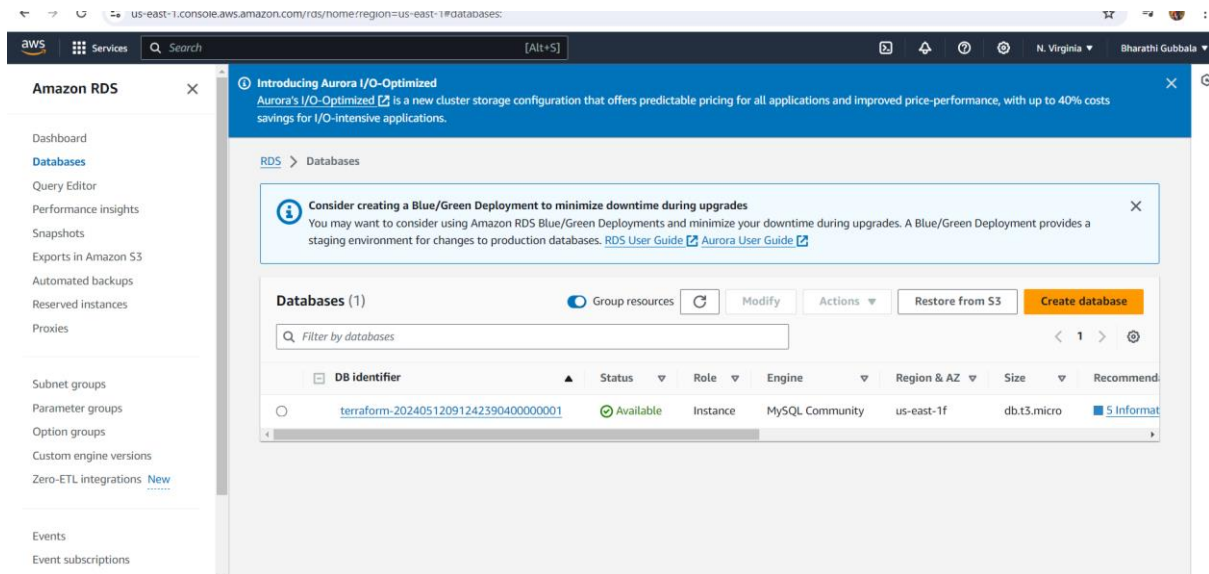 us-east-1.console.aws.amazon.com/rds/home?region=us-east-1#databases:
aws
Services
Search
[Alt+S]
N. Virginia ▼
Bharathi Gubbala ▼
Amazon RDS
Dashboard
Databases
Query Editor
Performance insights
Snapshots
Exports in Amazon S3
Automated backups
Reserved instances
Proxies
Subnet groups
Parameter groups
Option groups
Custom engine versions
Zero-ETL integrations New
Events
Event subscriptions
Introducing Aurora I/O-Optimized
Aurora's I/O-Optimized is a new cluster storage configuration that offers predictable pricing for all applications and improved price-performance, with up to 40% costs
savings for I/O-intensive applications.
RDS > Databases
Consider creating a Blue/Green Deployment to minimize downtime during upgrades
You may want to consider using Amazon RDS Blue/Green Deployments and minimize your downtime during upgrades. A Blue/Green Deployment provides a
staging environment for changes to production databases. RDS User Guide Aurora User Guide
Databases (1)
Group resources
Modify
Actions ▼
Restore from S3
Create database
Filter by databases
< 1 >
DB identifier ▲ Status Role Engine Region & AZ Size Recommend
terraform-20240512091242390400000001 Available Instance MySQL Community us-east-1f db.t3.micro 5 Informat